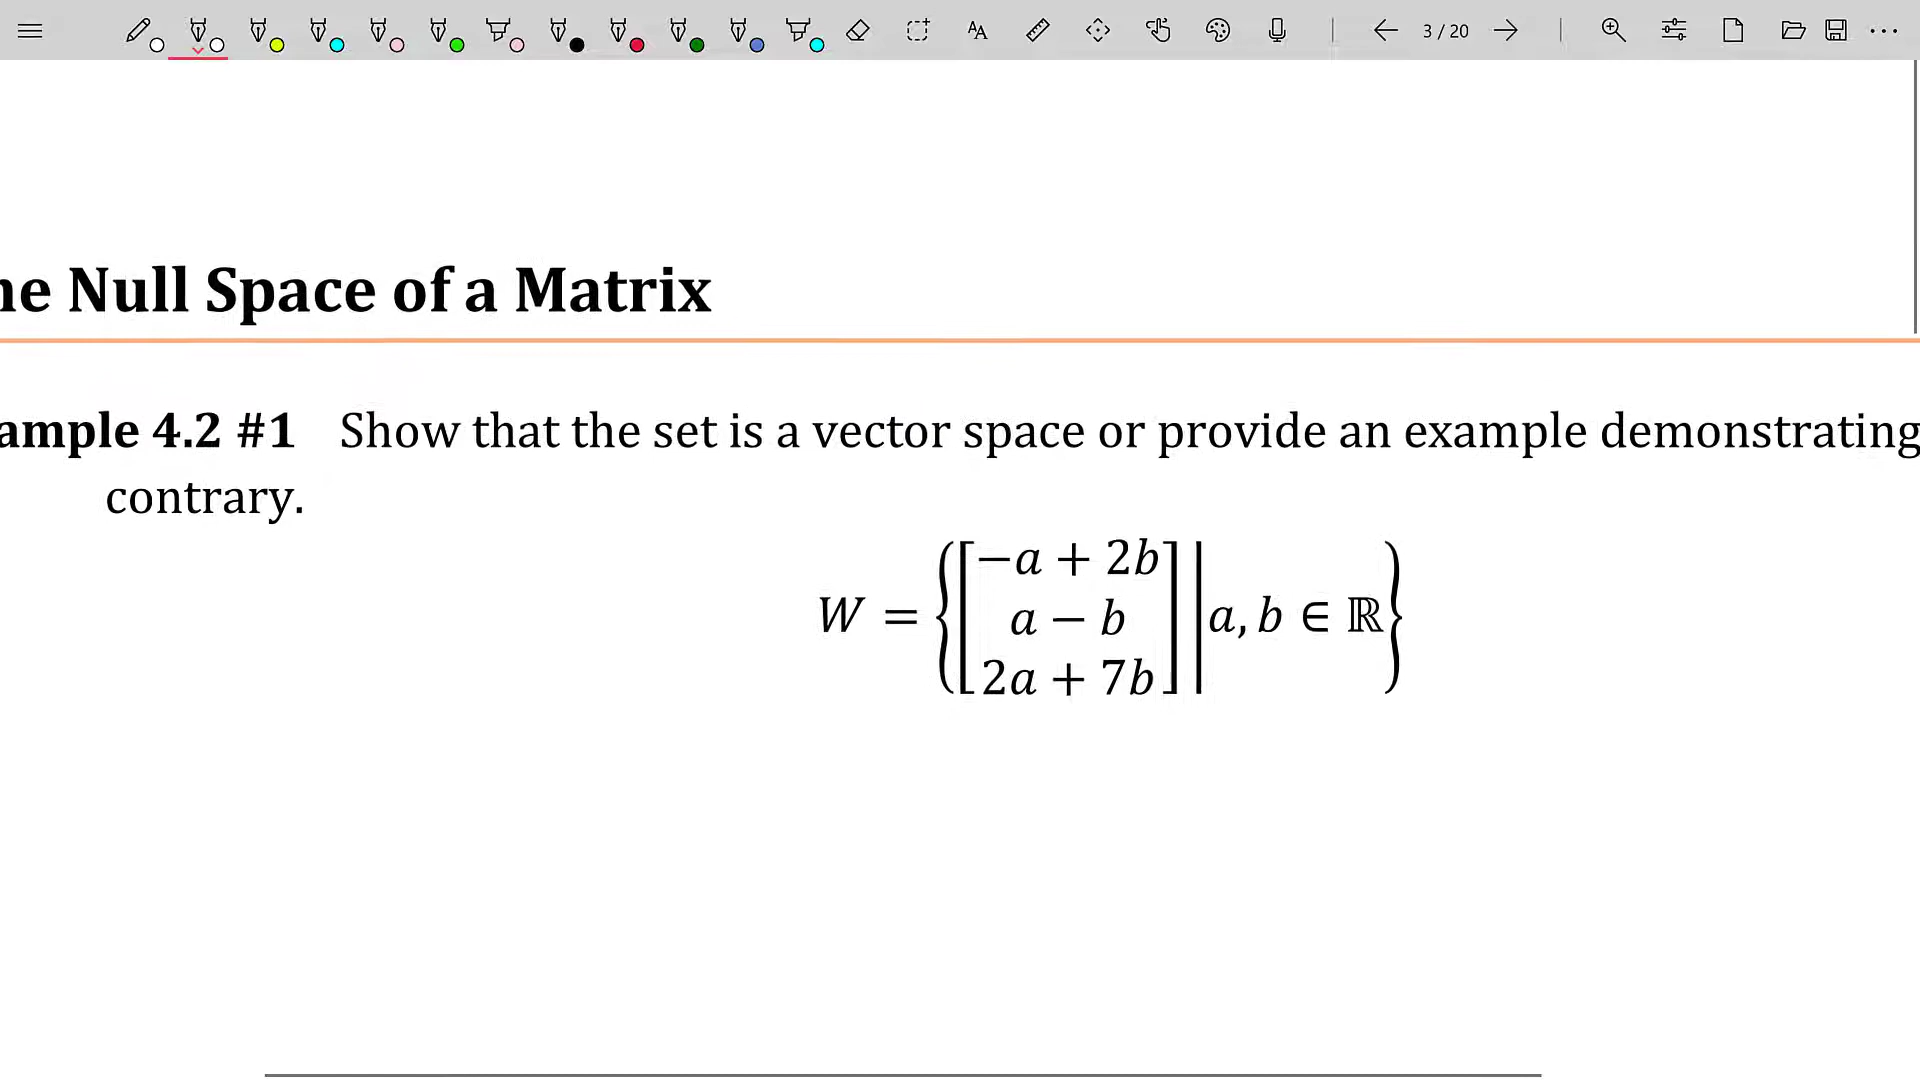 3 / 20
ne Null Space of a Matrix
ample 4.2 #1 Show that the set is a vector space or provide an example demonstrating
contrary.
W = {[−a + 2b
a − b
2a + 7b] | a, b ∈ ℝ}